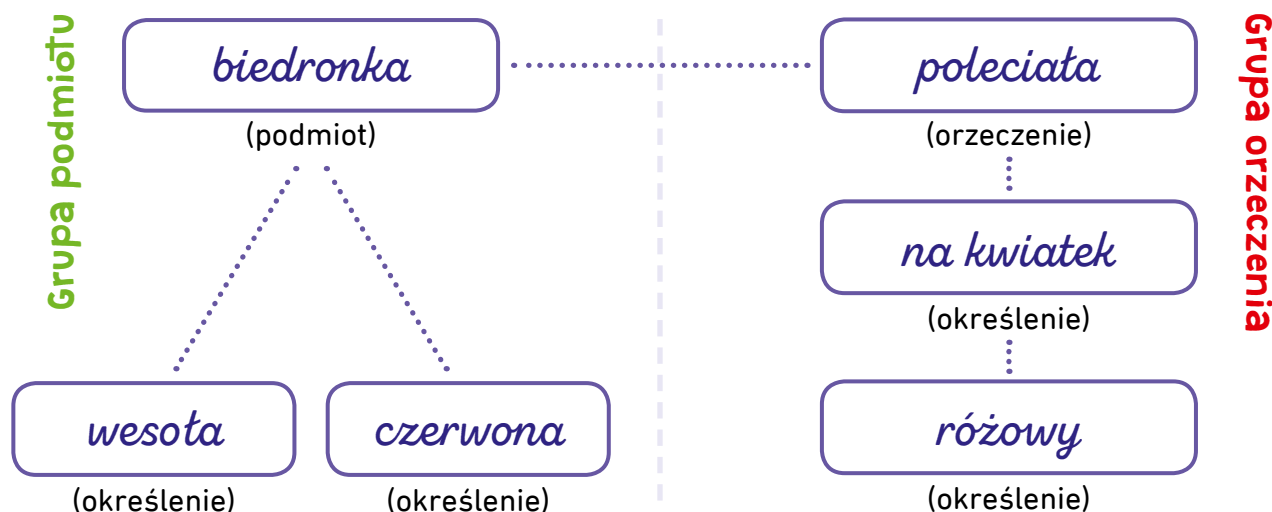 Grupa podmiotu
biedronka
(podmiot)
wesoła
(określenie)
czerwona
(określenie)
poleciała
(orzeczenie)
na kwiatek
(określenie)
różowy
(określenie)
Grupa orzeczenia